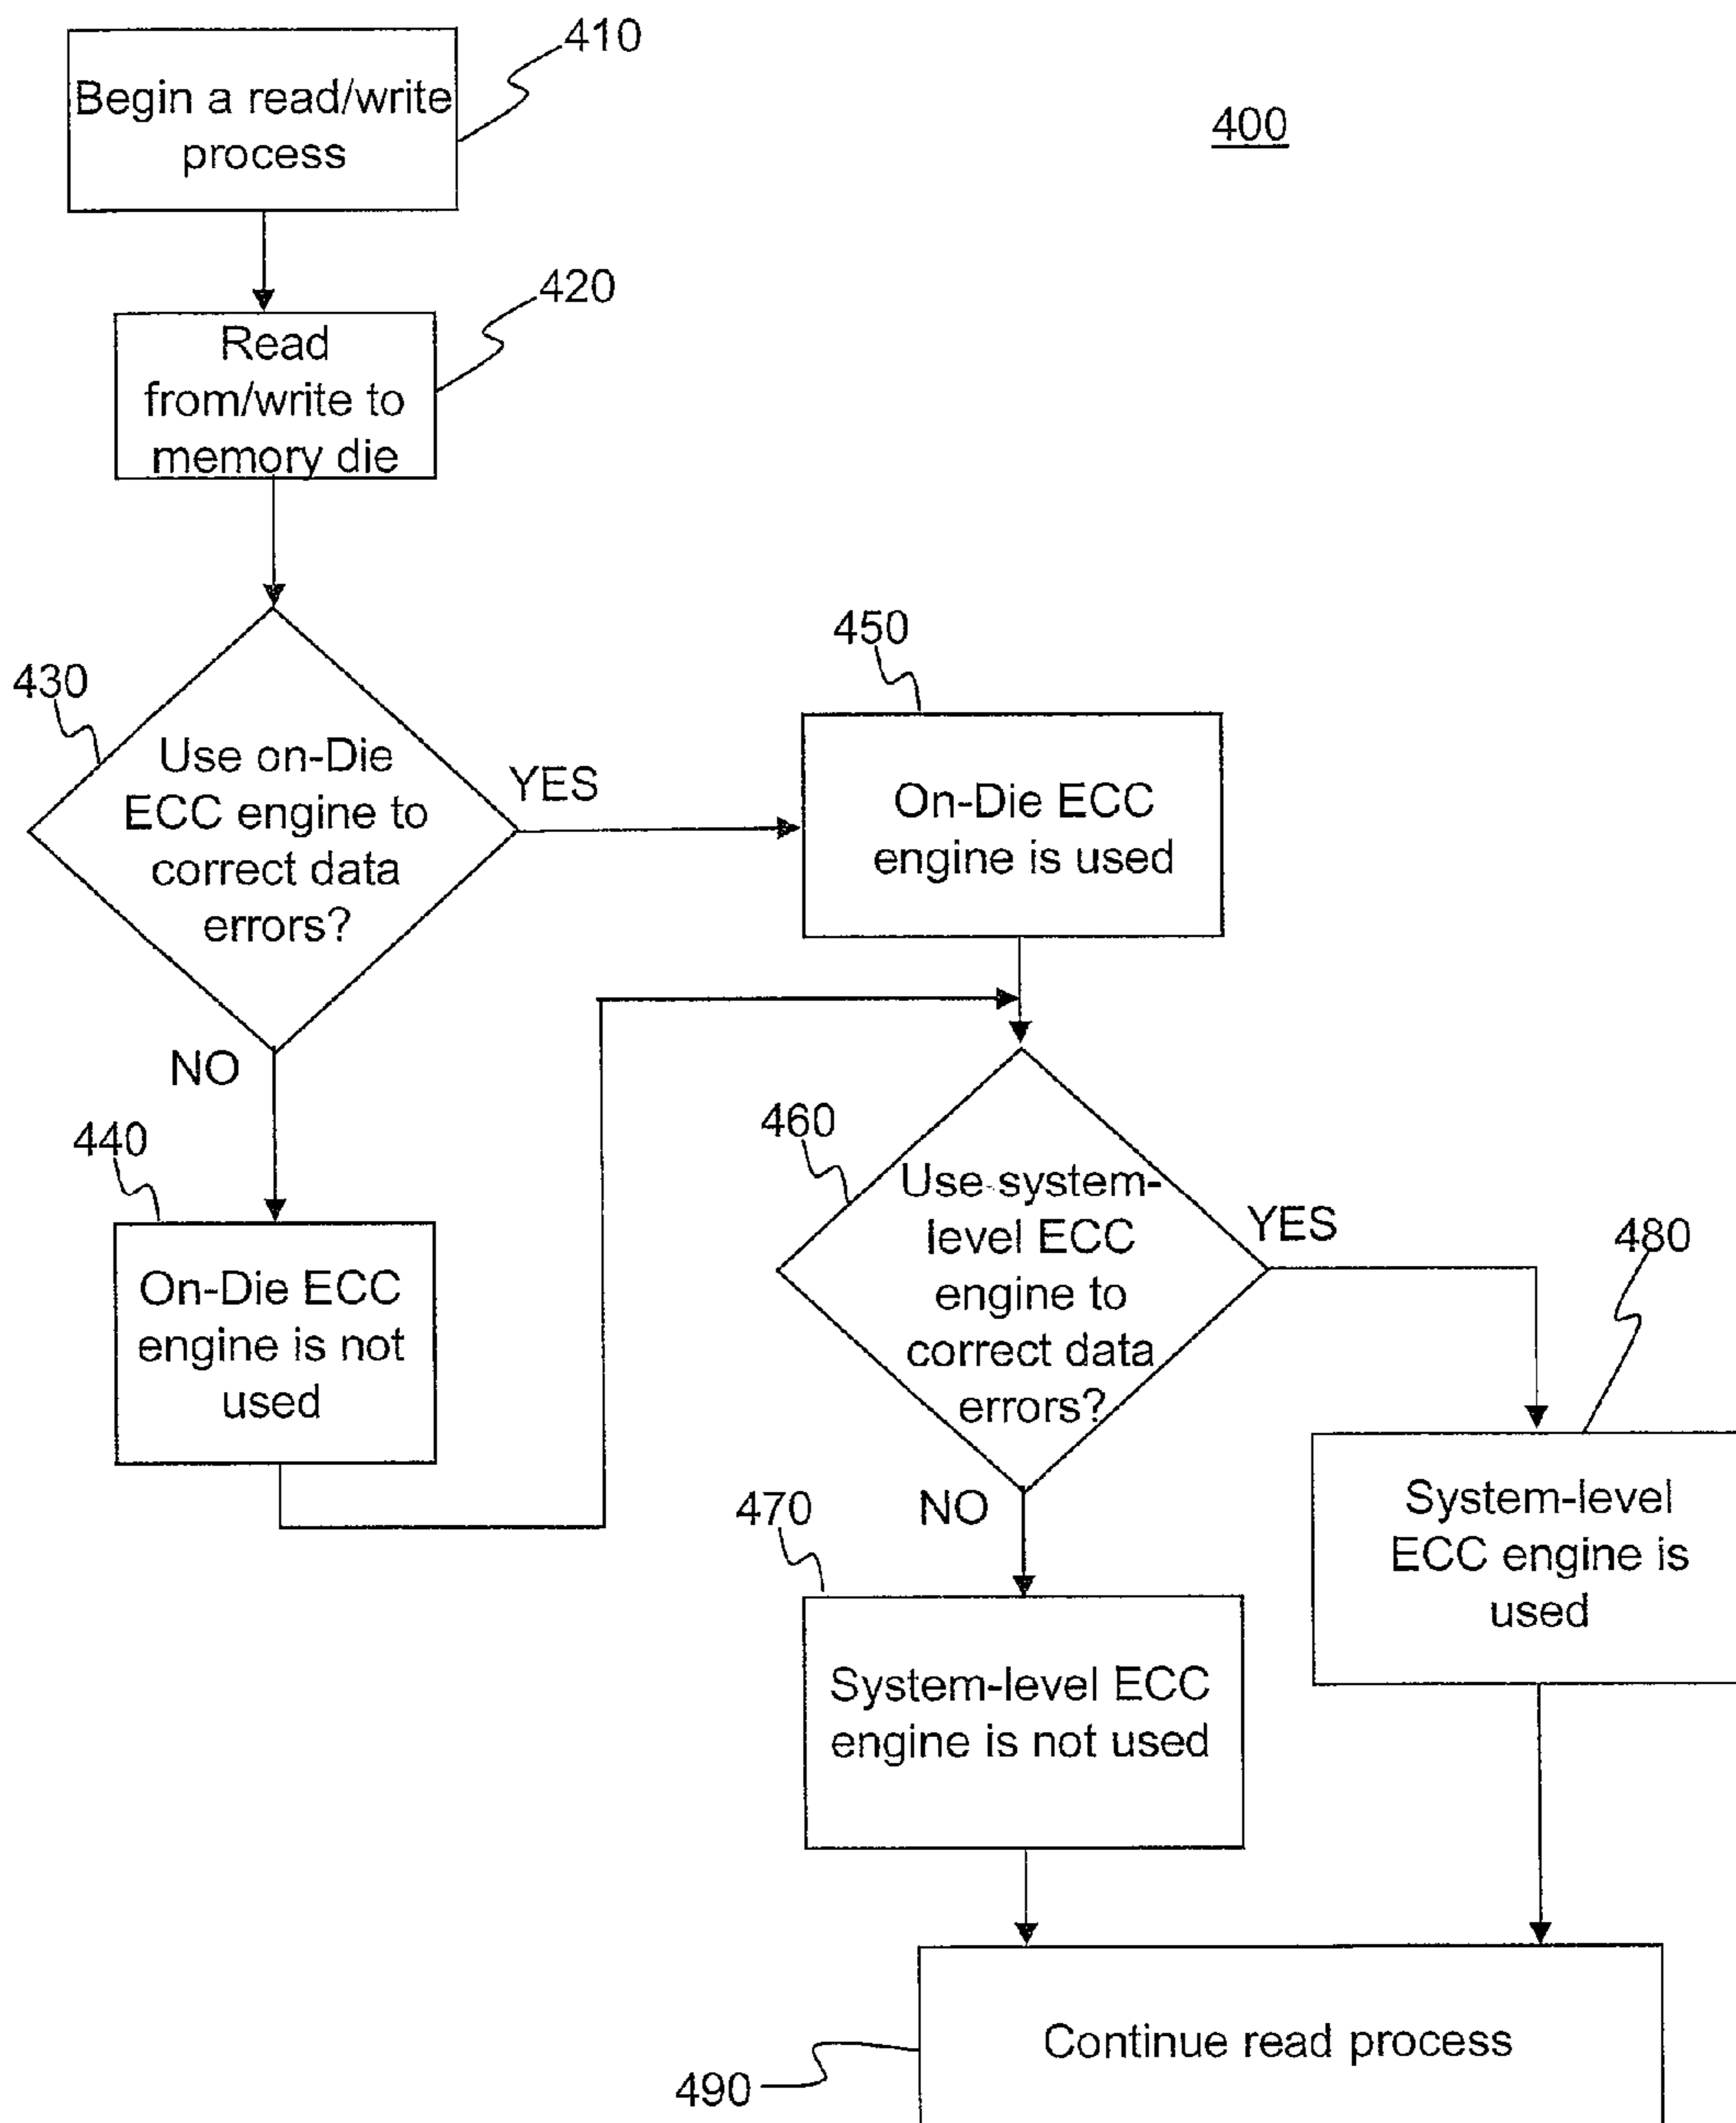 410
Begin a read/write
process
400
420
Read
from/write to
memory die
430
Use on-Die
ECC engine to
correct data
errors?
YES
NO
450
On-Die ECC
engine is used
440
On-Die ECC
engine is not
used
460
Use system-
level ECC
engine to
correct data
errors?
YES
NO
480
System-level
ECC engine is
used
470
System-level ECC
engine is not used
Continue read process
490